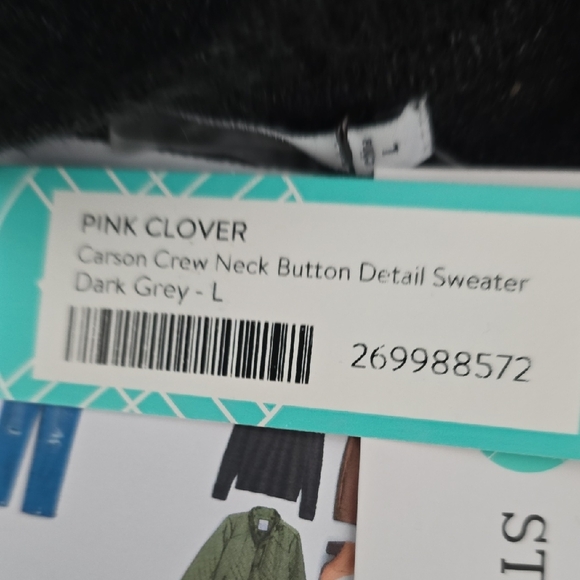 PINK CLOVER
Carson Crew Neck Button Detail Sweater
Dark Grey - L
269988572
ST
L